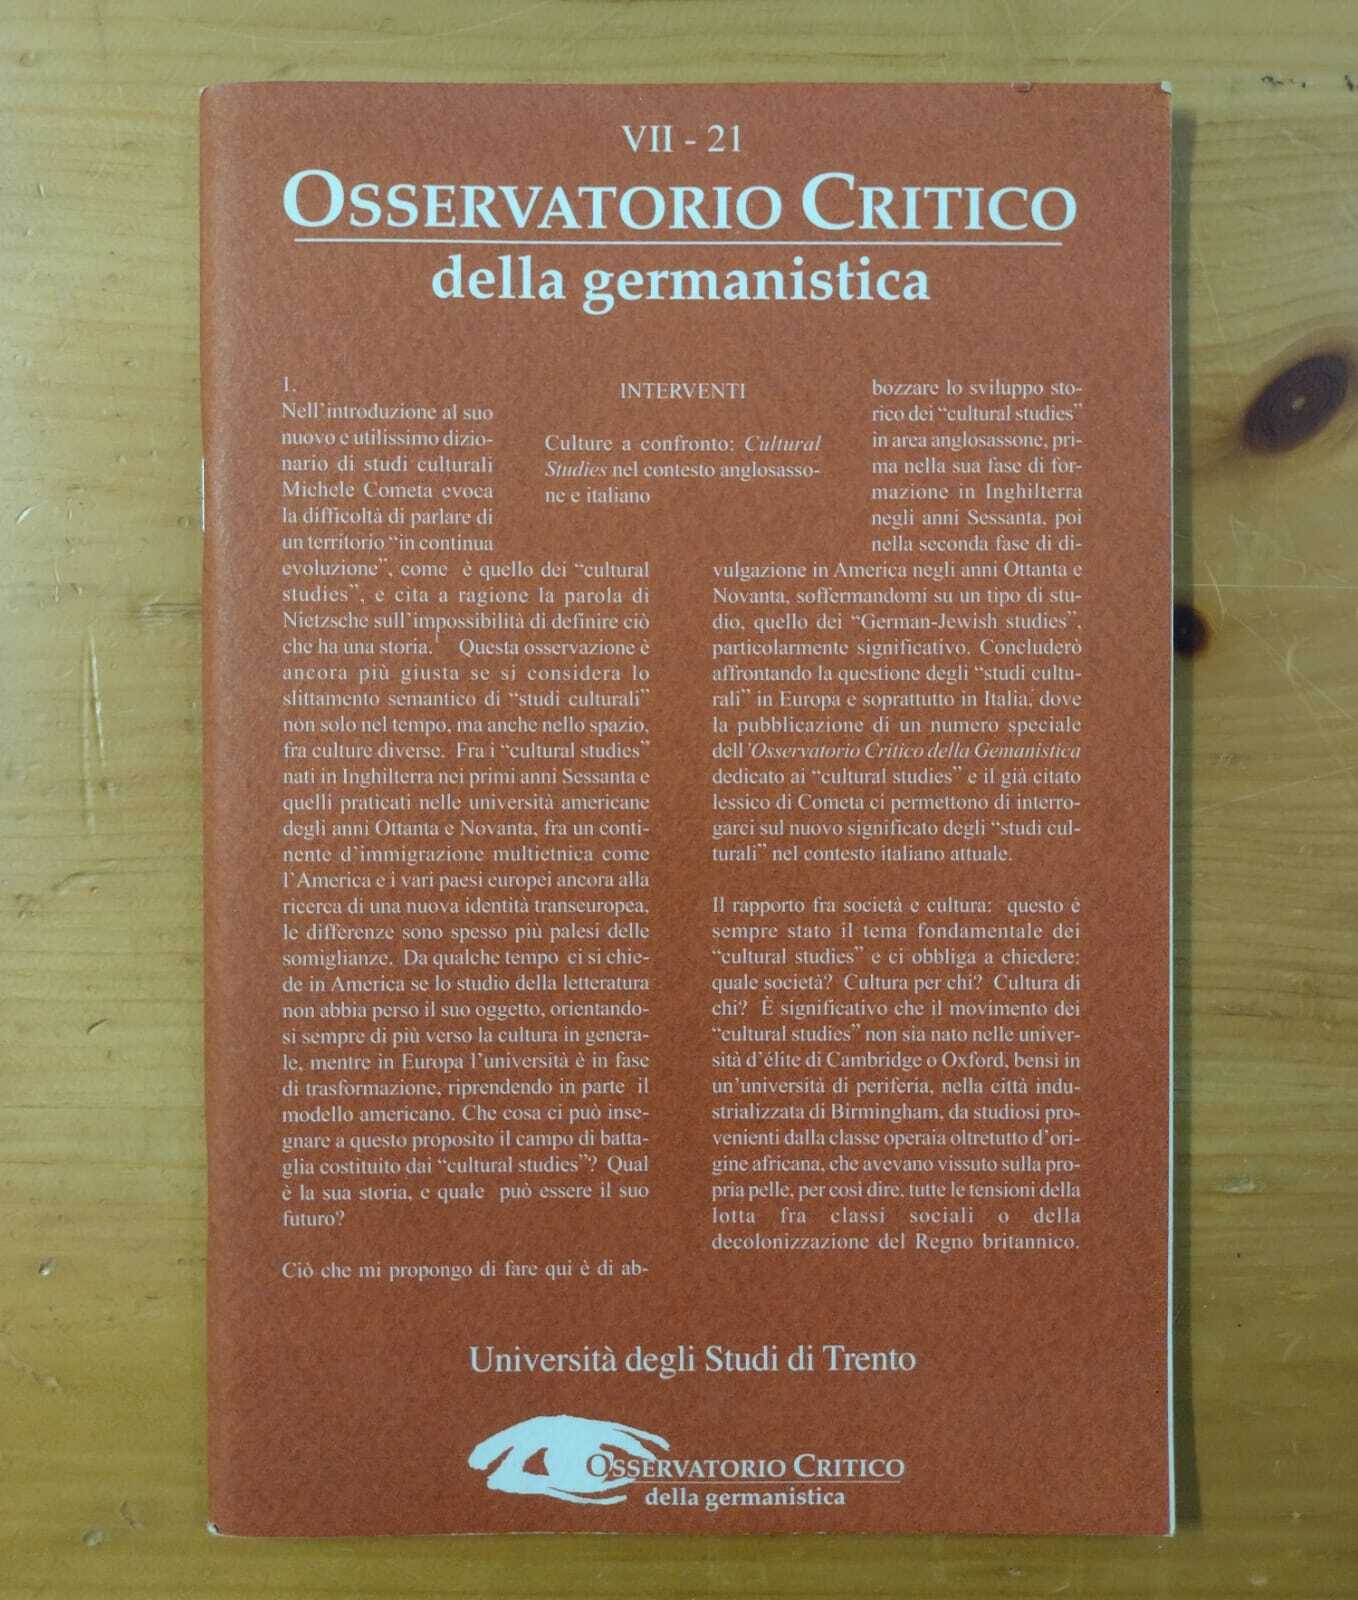 VII - 21
OSSERVATORIO CRITICO
della germanistica
INTERVENTI
Culture a confronto: Cultural
Studies nel contesto anglosasso-
ne e italiano
1.
Nell'introduzione al suo
nuovo e utilissimo dizio-
nario di studi culturali
Michele Cometa evoca
la difficoltà di parlare di
un territorio “in continua
evoluzione”, come è quello dei “cultural
studies”, e cita a ragione la parola di
Nietzsche sull'impossibilità di definire ciò
che ha una storia.1 Questa osservazione è
ancora più giusta se si considera lo
slittamento semantico di “studi culturali”
non solo nel tempo, ma anche nello spazio,
fra culture diverse. Fra i “cultural studies”
nati in Inghilterra nei primi anni Sessanta e
quelli praticati nelle università americane
degli anni Ottanta e Novanta, fra un conti-
nente d'immigrazione multietnica come
l'America e i vari paesi europei ancora alla
ricerca di una nuova identità transeuropea,
le differenze sono spesso più palesi delle
somiglianze. Da qualche tempo ci si chie-
de in America se lo studio della letteratura
non abbia perso il suo oggetto, orientando-
si sempre di più verso la cultura in genera-
le, mentre in Europa l'università è in fase
di trasformazione, riprendendo in parte il
modello americano. Che cosa ci può inse-
gnare a questo proposito il campo di batta-
glia costituito dai “cultural studies”? Qual
è la sua storia, e quale può essere il suo
futuro?
Ciò che mi propongo di fare qui è di ab-
bozzare lo sviluppo sto-
rico dei “cultural studies”
in area anglosassone, pri-
ma nella sua fase di for-
mazione in Inghilterra
negli anni Sessanta, poi
nella seconda fase di di-
vulgazione in America negli anni Ottanta e
Novanta, soffermandomi su un tipo di stu-
dio, quello dei “German-Jewish studies”,
particolarmente significativo. Concluderò
affrontando la questione degli “studi cultu-
rali” in Europa e soprattutto in Italia, dove
la pubblicazione di un numero speciale
dell'Osservatorio Critico della Gemanistica
dedicato ai “cultural studies” e il già citato
lessico di Cometa ci permettono di interro-
garci sul nuovo significato degli “studi cul-
turali” nel contesto italiano attuale.
Il rapporto fra società e cultura: questo è
sempre stato il tema fondamentale dei
“cultural studies” e ci obbliga a chiedere:
quale società? Cultura per chi? Cultura di
chi? È significativo che il movimento dei
“cultural studies” non sia nato nelle univer-
sità d'élite di Cambridge o Oxford, bensì in
un'università di periferia, nella città indu-
strializzata di Birmingham, da studiosi pro-
venienti dalla classe operaia oltretutto d'ori-
gine africana, che avevano vissuto sulla pro-
pria pelle, per così dire, tutte le tensioni della
lotta fra classi sociali o della
decolonizzazione del Regno britannico.
Università degli Studi di Trento
OSSERVATORIO CRITICO
della germanistica